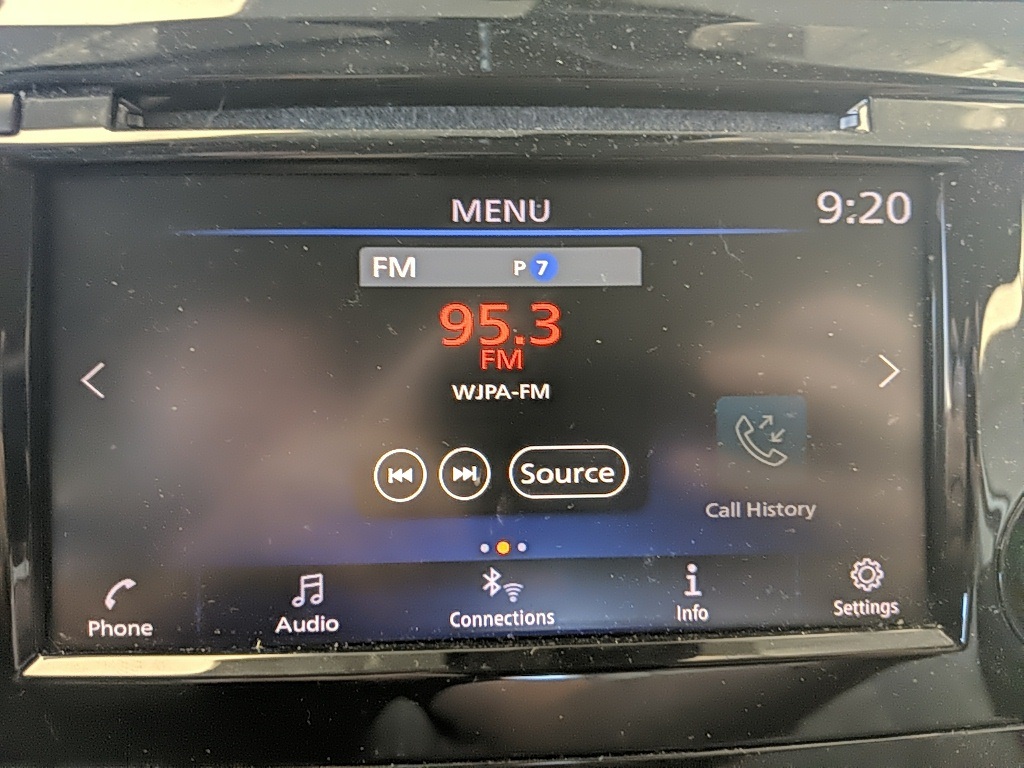 MENU
9:20
FM P 7
95.3
FM
WJPA-FM
Source
Call History
Phone
Audio
Connections
Info
Settings